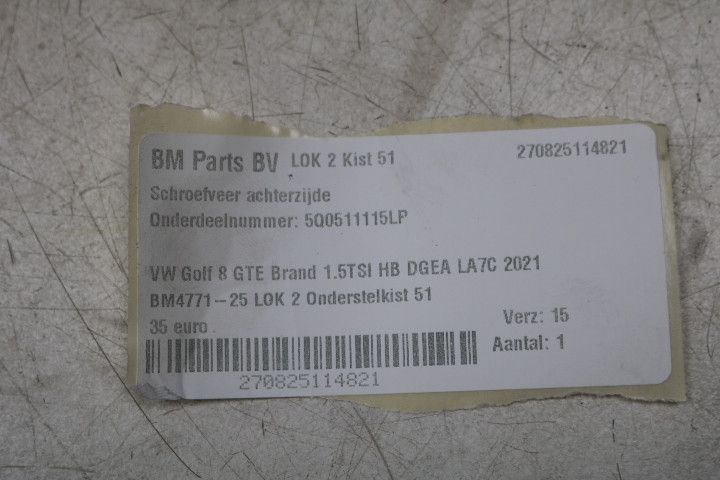 BM Parts BV LOK 2 Kist 51 270825114821
Schroefveer achterzijde
Onderdeelnummer: 5Q0511115LP
VW Golf 8 GTE Brand 1.5TSI HB DGEA LA7C 2021
BM4771-25 LOK 2 Onderstelkist 51
35 euro
Verz: 15
Aantal: 1
270825114821